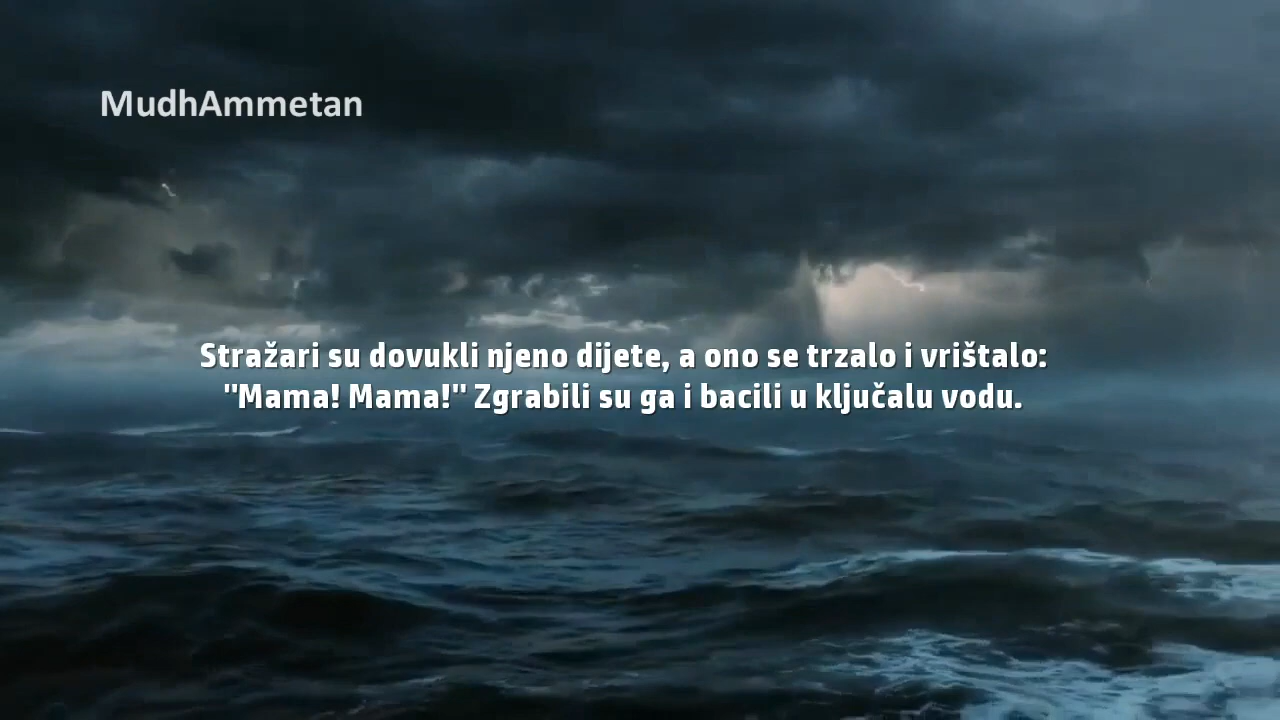 MudhAmmetan
Stražari su dovukli njeno dijete, a ono se trzalo i vrištalo:
"Mama! Mama!" Zgrabili su ga i bacili u ključalu vodu.